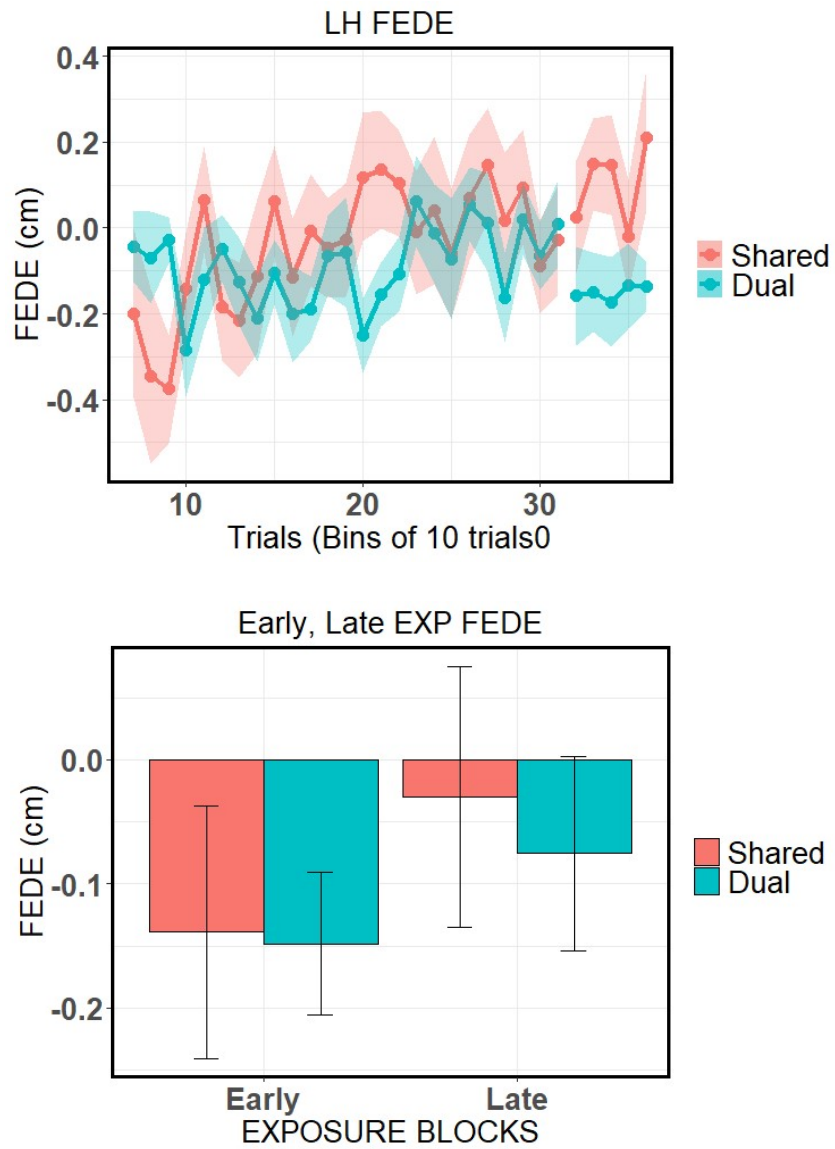 LH FEDE
0.4
0.2
0.0
-0.2
-0.4
FEDE (cm)
10 20 30
Trials (Bins of 10 trials0
Shared
Dual
Early, Late EXP FEDE
0.0
-0.1
-0.2
FEDE (cm)
Early Late
EXPOSURE BLOCKS
Shared
Dual